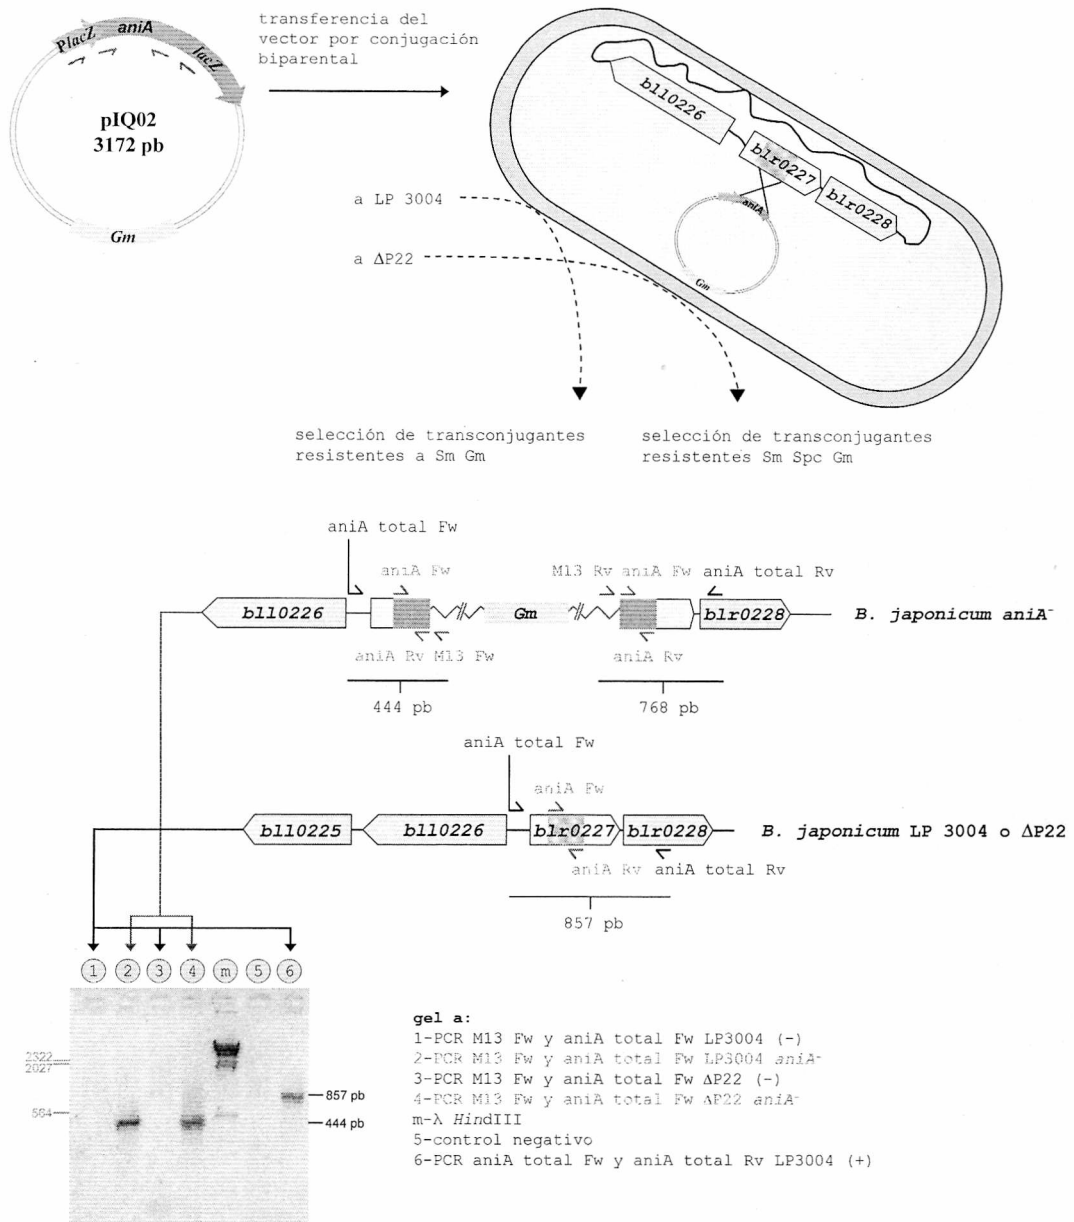 PlacZ aniA lacZ
pIQ02
3172 pb
Gm
transferencia del
vector por conjugación
biparental
bll0226
blr0227
blr0228
aniA
Gm
a LP 3004
a ΔP22
selección de transconjugantes
resistentes a Sm Gm
selección de transconjugantes
resistentes Sm Spc Gm
aniA total Fw
aniA Fw
M13 Rv aniA Fw aniA total Rv
bll0226 Gm blr0228 B. japonicum aniA-
aniA Rv M13 Fw
aniA Rv
444 pb
768 pb
aniA total Fw
aniA Fw
bll0225 bll0226 blr0227 blr0228 B. japonicum LP 3004 o ΔP22
aniA Rv aniA total Rv
857 pb
1 2 3 4 m 5 6
2322
2027
564
857 pb
444 pb
gel a:
1-PCR M13 Fw y aniA total Fw LP3004 (-)
2-PCR M13 Fw y aniA total Fw LP3004 aniA-
3-PCR M13 Fw y aniA total Fw ΔP22 (-)
4-PCR M13 Fw y aniA total Fw ΔP22 aniA-
m-λ HindIII
5-control negativo
6-PCR aniA total Fw y aniA total Rv LP3004 (+)